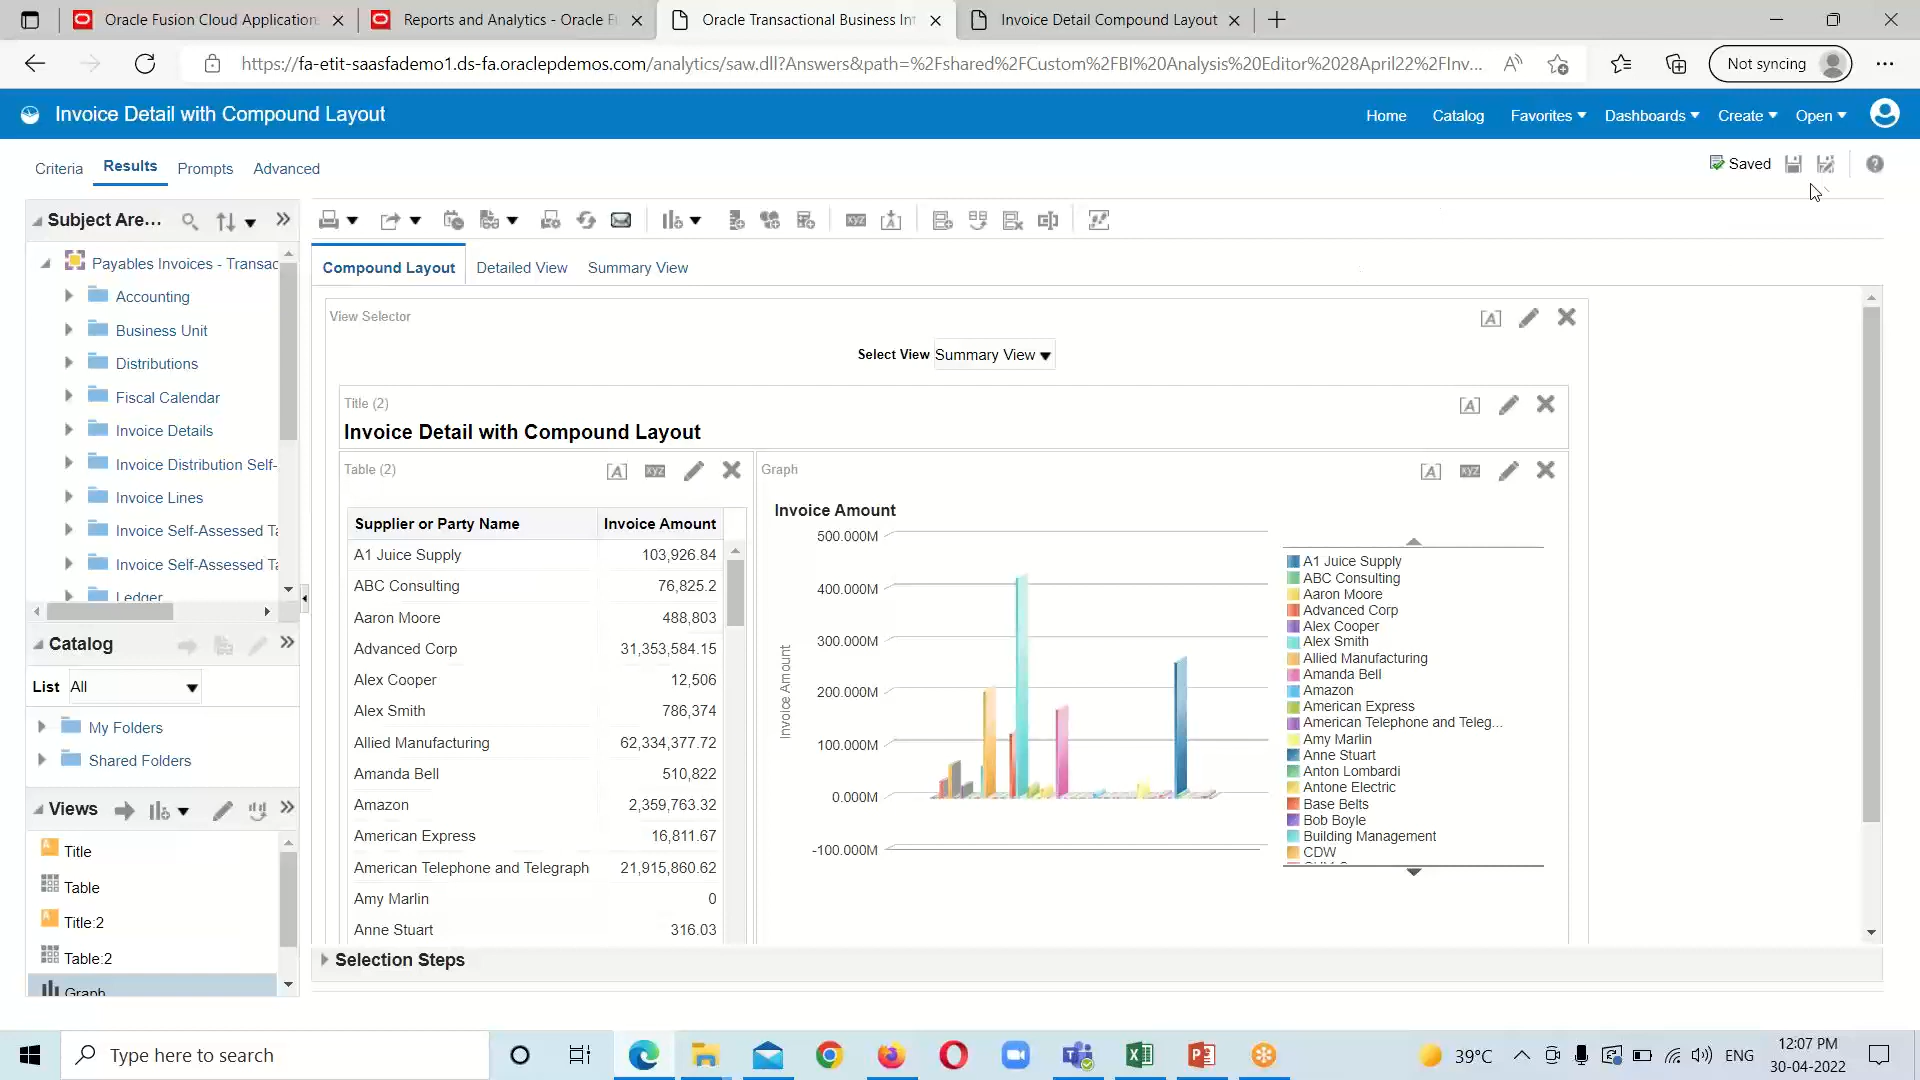 Oracle Fusion Cloud Application
Reports and Analytics - Oracle F
Oracle Transactional Business Int
Invoice Detail Compound Layout
https://fa-etit-saasfademo1.ds-fa.oraclepdemos.com/analytics/saw.dll?Answers&path=%2Fshared%2FCustom%2FBI%20Analysis%20Editor%2028April22%2FInv...
Not syncing
Invoice Detail with Compound Layout
Home
Catalog
Favorites
Dashboards
Create
Open
Criteria
Results
Prompts
Advanced
Saved
Subject Are...
Payables Invoices - Transac
Accounting
Business Unit
Distributions
Fiscal Calendar
Invoice Details
Invoice Distribution Self-
Invoice Lines
Invoice Self-Assessed Ta
Invoice Self-Assessed Ta
Ledger
Catalog
List All
My Folders
Shared Folders
Views
Title
Table
Title:2
Table:2
Graph
Compound Layout
Detailed View
Summary View
View Selector
Select View Summary View
Title (2)
Invoice Detail with Compound Layout
Table (2)
Supplier or Party Name Invoice Amount
A1 Juice Supply 103,926.84
ABC Consulting 76,825.2
Aaron Moore 488,803
Advanced Corp 31,353,584.15
Alex Cooper 12,506
Alex Smith 786,374
Allied Manufacturing 62,334,377.72
Amanda Bell 510,822
Amazon 2,359,763.32
American Express 16,811.67
American Telephone and Telegraph 21,915,860.62
Amy Marlin 0
Anne Stuart 316.03
Graph
Invoice Amount
500.000M
400.000M
300.000M
200.000M
100.000M
0.000M
-100.000M
Invoice Amount
A1 Juice Supply
ABC Consulting
Aaron Moore
Advanced Corp
Alex Cooper
Alex Smith
Allied Manufacturing
Amanda Bell
Amazon
American Express
American Telephone and Teleg...
Amy Marlin
Anne Stuart
Anton Lombardi
Antone Electric
Base Belts
Bob Boyle
Building Management
CDW
Selection Steps
Type here to search
39°C
ENG
12:07 PM
30-04-2022